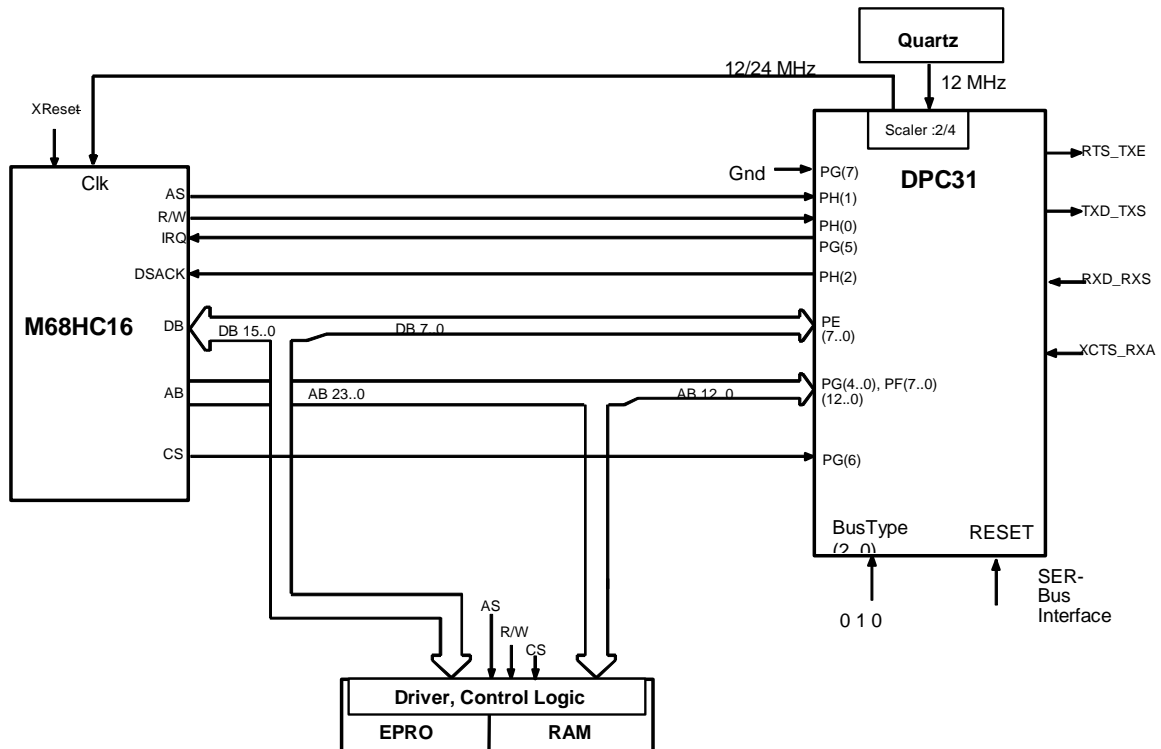 Quartz
12/24 MHz
12 MHz
XReset
Scaler :2/4
RTS_TXE
DPC31
Gnd
PG(7)
Clk
AS
PH(1)
TXD_TXS
R/W
PH(0)
IRQ
PG(5)
DSACK
PH(2)
RXD_RXS
M68HC16
DB
DB 15..0
DB 7..0
PE
(7..0)
XCTS_RXA
AB
AB 23..0
AB 12..0
PG(4..0), PF(7..0)
(12..0)
CS
PG(6)
BusType
(2..0)
RESET
SER-
Bus
Interface
0 1 0
AS
R/W
CS
Driver, Control Logic
EPRO
RAM